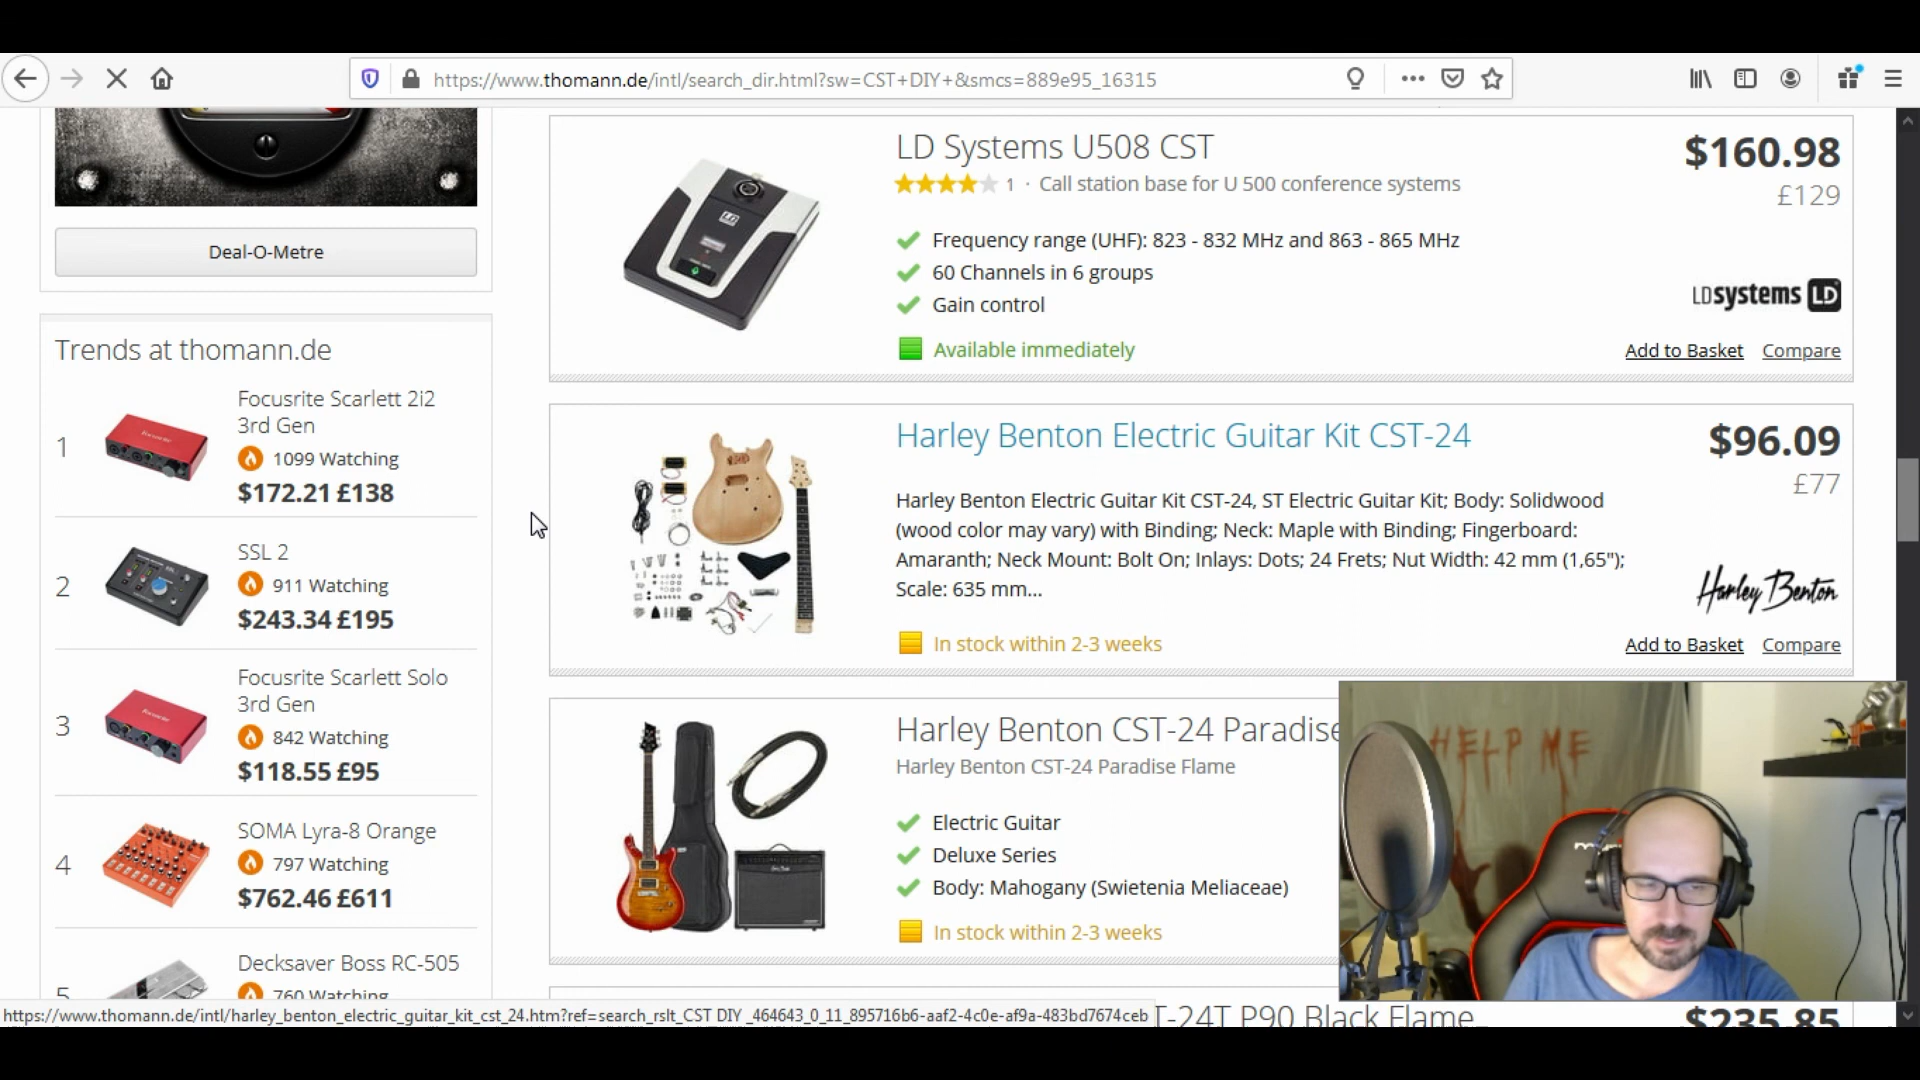 https://www.thomann.de/intl/search_dir.html?sw=CST+DIY+&smcs=889e95_16315
Deal-O-Metre
Trends at thomann.de
1
Focusrite Scarlett 2i2
3rd Gen
1099 Watching
$172.21 £138
2
SSL 2
911 Watching
$243.34 £195
3
Focusrite Scarlett Solo
3rd Gen
842 Watching
$118.55 £95
4
SOMA Lyra-8 Orange
797 Watching
$762.46 £611
5
Decksaver Boss RC-505
760 Watching
LD Systems U508 CST
$160.98
£129
1 · Call station base for U 500 conference systems
Frequency range (UHF): 823 - 832 MHz and 863 - 865 MHz
60 Channels in 6 groups
Gain control
LD systems LD
Available immediately
Add to Basket Compare
Harley Benton Electric Guitar Kit CST-24
$96.09
£77
Harley Benton Electric Guitar Kit CST-24, ST Electric Guitar Kit; Body: Solidwood
(wood color may vary) with Binding; Neck: Maple with Binding; Fingerboard:
Amaranth; Neck Mount: Bolt On; Inlays: Dots; 24 Frets; Nut Width: 42 mm (1,65");
Scale: 635 mm...
Harley Benton
In stock within 2-3 weeks
Add to Basket Compare
Harley Benton CST-24 Paradise
Harley Benton CST-24 Paradise Flame
Electric Guitar
Deluxe Series
Body: Mahogany (Swietenia Meliaceae)
In stock within 2-3 weeks
HELP ME
T-24T P90 Black Flame
$235.85
https://www.thomann.de/intl/harley_benton_electric_guitar_kit_cst_24.htm?ref=search_rslt_CST DIY _464643_0_11_895716b6-aaf2-4c0e-af9a-483bd7674ceb